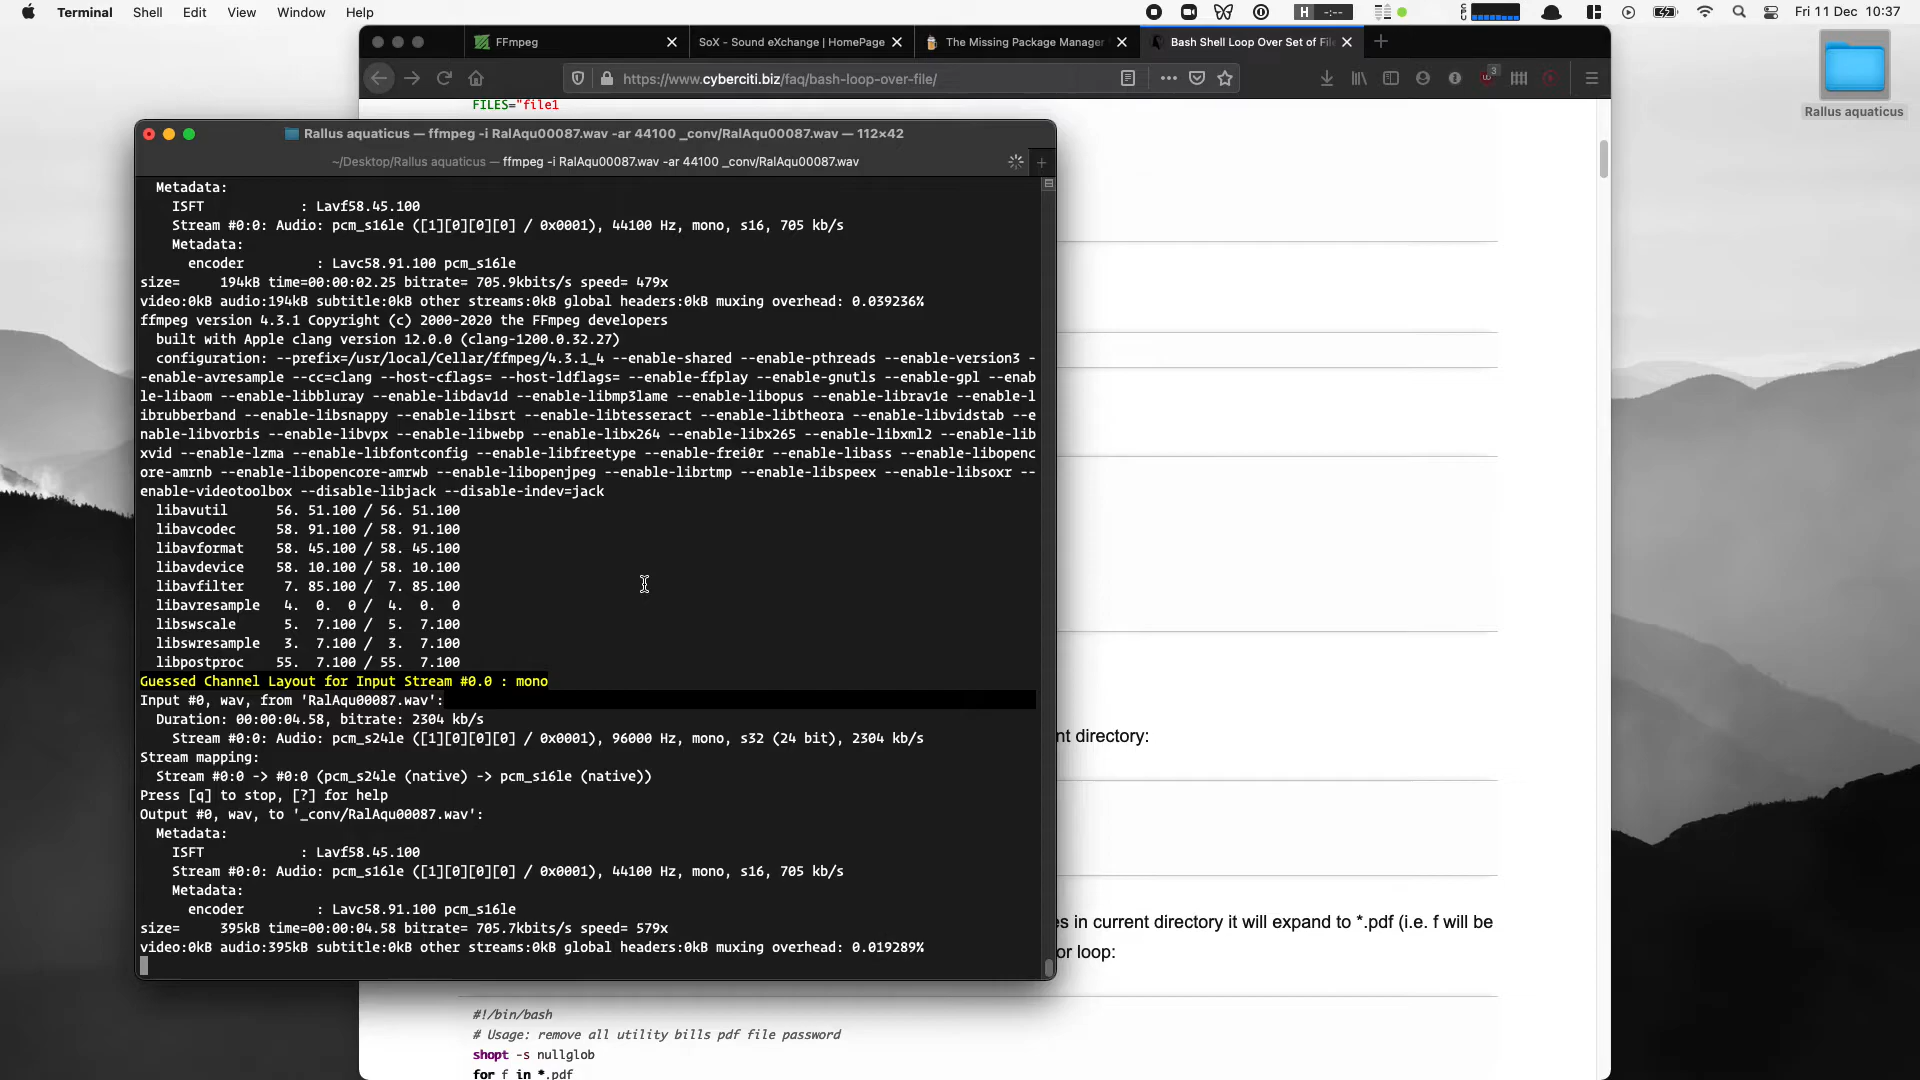 Terminal Shell Edit View Window Help
H -:--
CPU
Fri 11 Dec 10:37
FFmpeg
SoX - Sound eXchange | HomePage
The Missing Package Manager
Bash Shell Loop Over Set of File
https://www.cyberciti.biz/faq/bash-loop-over-file/
3
Rallus aquaticus
FILES="file1
Rallus aquaticus — ffmpeg -i RalAqu00087.wav -ar 44100 _conv/RalAqu00087.wav — 112×42
~/Desktop/Rallus aquaticus — ffmpeg -i RalAqu00087.wav -ar 44100 _conv/RalAqu00087.wav
Metadata:
ISFT : Lavf58.45.100
Stream #0:0: Audio: pcm_s16le ([1][0][0][0] / 0x0001), 44100 Hz, mono, s16, 705 kb/s
Metadata:
encoder : Lavc58.91.100 pcm_s16le
size= 194kB time=00:00:02.25 bitrate= 705.9kbits/s speed= 479x
video:0kB audio:194kB subtitle:0kB other streams:0kB global headers:0kB muxing overhead: 0.039236%
ffmpeg version 4.3.1 Copyright (c) 2000-2020 the FFmpeg developers
built with Apple clang version 12.0.0 (clang-1200.0.32.27)
configuration: --prefix=/usr/local/Cellar/ffmpeg/4.3.1_4 --enable-shared --enable-pthreads --enable-version3 -
-enable-avresample --cc=clang --host-cflags= --host-ldflags= --enable-ffplay --enable-gnutls --enable-gpl --enab
le-libaom --enable-libbluray --enable-libdav1d --enable-libmp3lame --enable-libopus --enable-librav1e --enable-l
ibrubberband --enable-libsnappy --enable-libsrt --enable-libtesseract --enable-libtheora --enable-libvidstab --e
nable-libvorbis --enable-libvpx --enable-libwebp --enable-libx264 --enable-libx265 --enable-libxml2 --enable-lib
xvid --enable-lzma --enable-libfontconfig --enable-libfreetype --enable-frei0r --enable-libass --enable-libopenc
ore-amrnb --enable-libopencore-amrwb --enable-libopenjpeg --enable-librtmp --enable-libspeex --enable-libsoxr --
enable-videotoolbox --disable-libjack --disable-indev=jack
libavutil 56. 51.100 / 56. 51.100
libavcodec 58. 91.100 / 58. 91.100
libavformat 58. 45.100 / 58. 45.100
libavdevice 58. 10.100 / 58. 10.100
libavfilter 7. 85.100 / 7. 85.100
libavresample 4. 0. 0 / 4. 0. 0
libswscale 5. 7.100 / 5. 7.100
libswresample 3. 7.100 / 3. 7.100
libpostproc 55. 7.100 / 55. 7.100
Guessed Channel Layout for Input Stream #0.0 : mono
Input #0, wav, from 'RalAqu00087.wav':
Duration: 00:00:04.58, bitrate: 2304 kb/s
Stream #0:0: Audio: pcm_s24le ([1][0][0][0] / 0x0001), 96000 Hz, mono, s32 (24 bit), 2304 kb/s
Stream mapping:
Stream #0:0 -> #0:0 (pcm_s24le (native) -> pcm_s16le (native))
Press [q] to stop, [?] for help
Output #0, wav, to '_conv/RalAqu00087.wav':
Metadata:
ISFT : Lavf58.45.100
Stream #0:0: Audio: pcm_s16le ([1][0][0][0] / 0x0001), 44100 Hz, mono, s16, 705 kb/s
Metadata:
encoder : Lavc58.91.100 pcm_s16le
size= 395kB time=00:00:04.58 bitrate= 705.7kbits/s speed= 579x
video:0kB audio:395kB subtitle:0kB other streams:0kB global headers:0kB muxing overhead: 0.019289%
nt directory:
es in current directory it will expand to *.pdf (i.e. f will be
or loop:
#!/bin/bash
# Usage: remove all utility bills pdf file password
shopt -s nullglob
for f in *.pdf